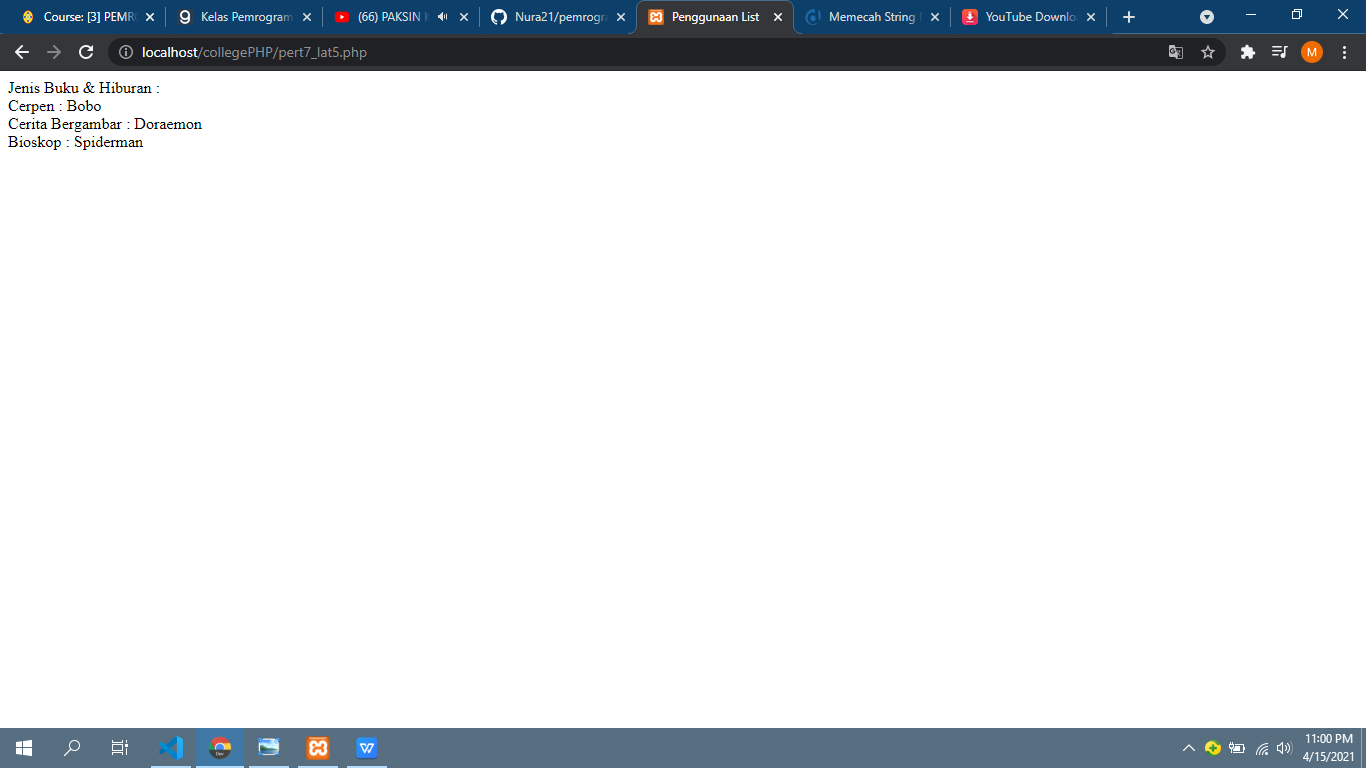 Course: [3] PEMR
Kelas Pemrogram
(66) PAKSIN
Nura21/pemrogra
Penggunaan List
Memecah String
YouTube Downlo
localhost/collegePHP/pert7_lat5.php
M
Jenis Buku & Hiburan :
Cerpen : Bobo
Cerita Bergambar : Doraemon
Bioskop : Spiderman
11:00 PM
4/15/2021